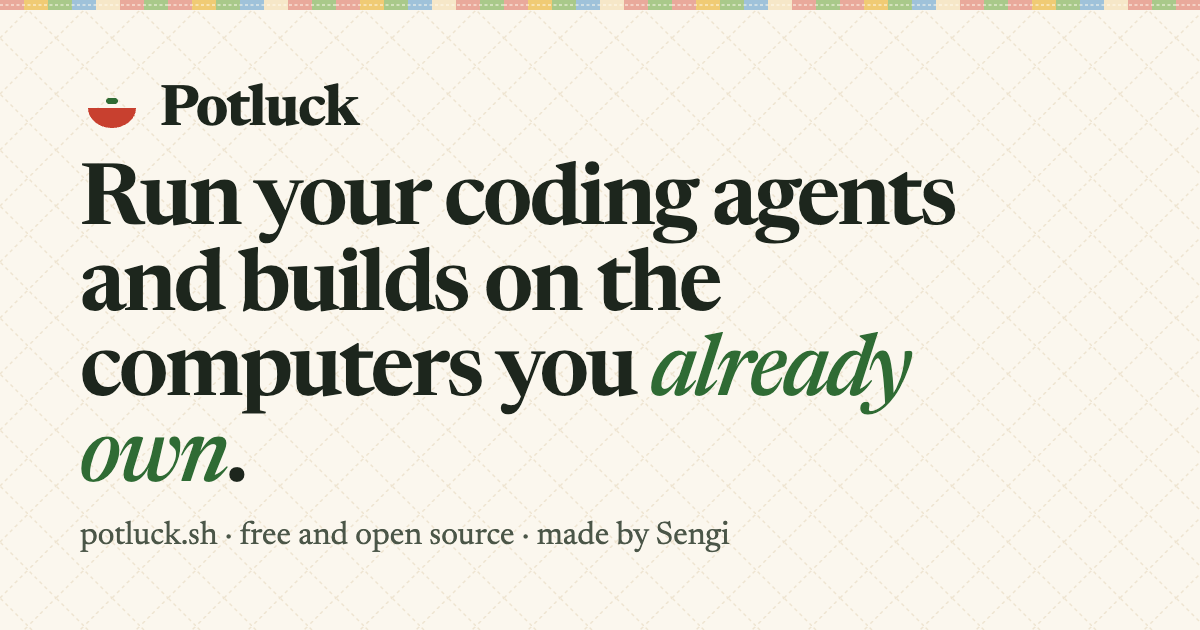 Potluck
Run your coding agents
and builds on the
computers you already
own.
potluck.sh · free and open source · made by Sengi